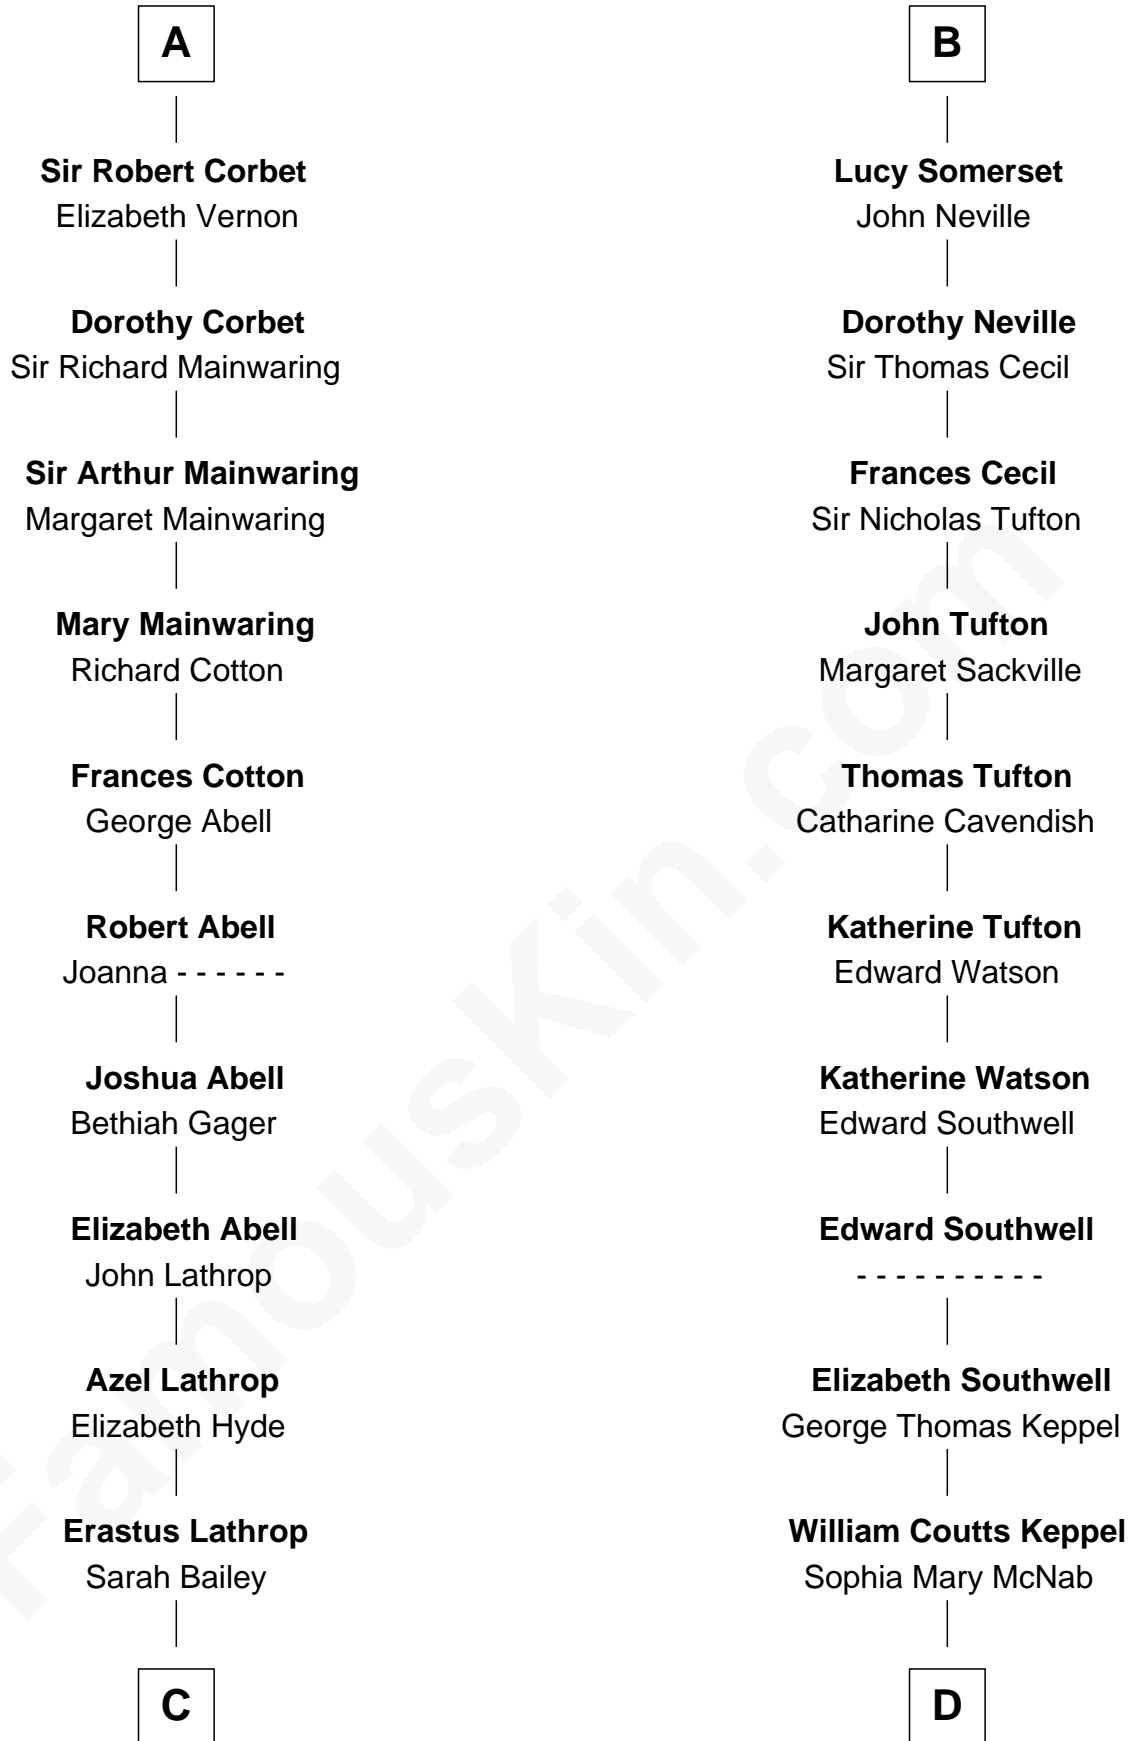 A
Sir Robert Corbet
Elizabeth Vernon
Dorothy Corbet
Sir Richard Mainwaring
Sir Arthur Mainwaring
Margaret Mainwaring
Mary Mainwaring
Richard Cotton
Frances Cotton
George Abell
Robert Abell
Joanna - - - - - -
Joshua Abell
Bethiah Gager
Elizabeth Abell
John Lathrop
Azel Lathrop
Elizabeth Hyde
Erastus Lathrop
Sarah Bailey
C
B
Lucy Somerset
John Neville
Dorothy Neville
Sir Thomas Cecil
Frances Cecil
Sir Nicholas Tufton
John Tufton
Margaret Sackville
Thomas Tufton
Catharine Cavendish
Katherine Tufton
Edward Watson
Katherine Watson
Edward Southwell
Edward Southwell
- - - - - - - - - -
Elizabeth Southwell
George Thomas Keppel
William Coutts Keppel
Sophia Mary McNab
D
FamousKin.com